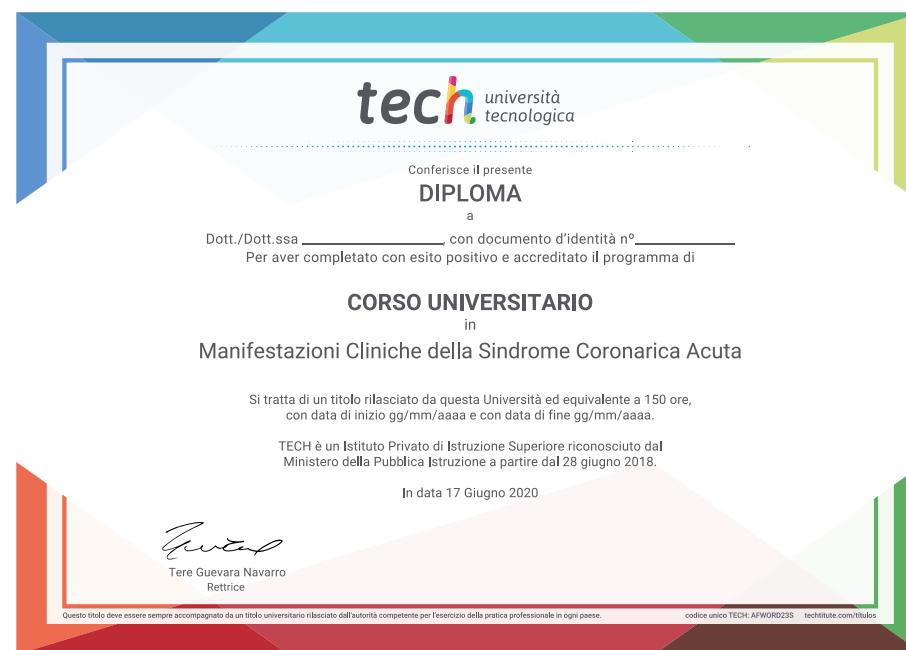 tech università
tecnologica
Conferisce il presente
DIPLOMA
a
Dott./Dott.ssa ____________________, con documento d'identità nº______________
Per aver completato con esito positivo e accreditato il programma di
CORSO UNIVERSITARIO
in
Manifestazioni Cliniche della Sindrome Coronarica Acuta
Si tratta di un titolo rilasciato da questa Università ed equivalente a 150 ore,
con data di inizio gg/mm/aaaa e con data di fine gg/mm/aaaa.
TECH è un Istituto Privato di Istruzione Superiore riconosciuto dal
Ministero della Pubblica Istruzione a partire dal 28 giugno 2018.
In data 17 Giugno 2020
Tere Guevara Navarro
Rettrice
Questo titolo deve essere sempre accompagnato da un titolo universitario rilasciato dall'autorità competente per l'esercizio della pratica professionale in ogni paese. codice unico TECH: AFWORD23S techtitute.com/titulos